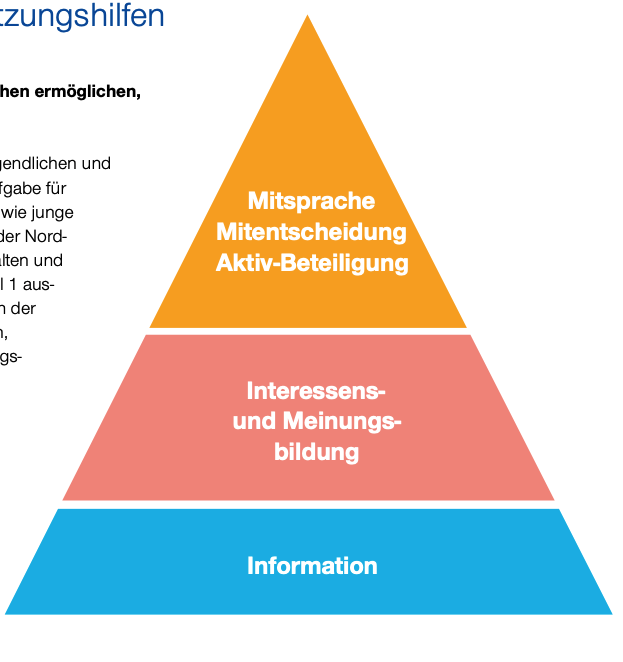 tzungshilfen
hen ermöglichen,
gendlichen und
fgabe für
wie junge
der Nord-
alten und
l 1 aus-
n der
n,
gs-
Mitsprache
Mitentscheidung
Aktiv-Beteiligung
Interessens-
und Meinungs-
bildung
Information